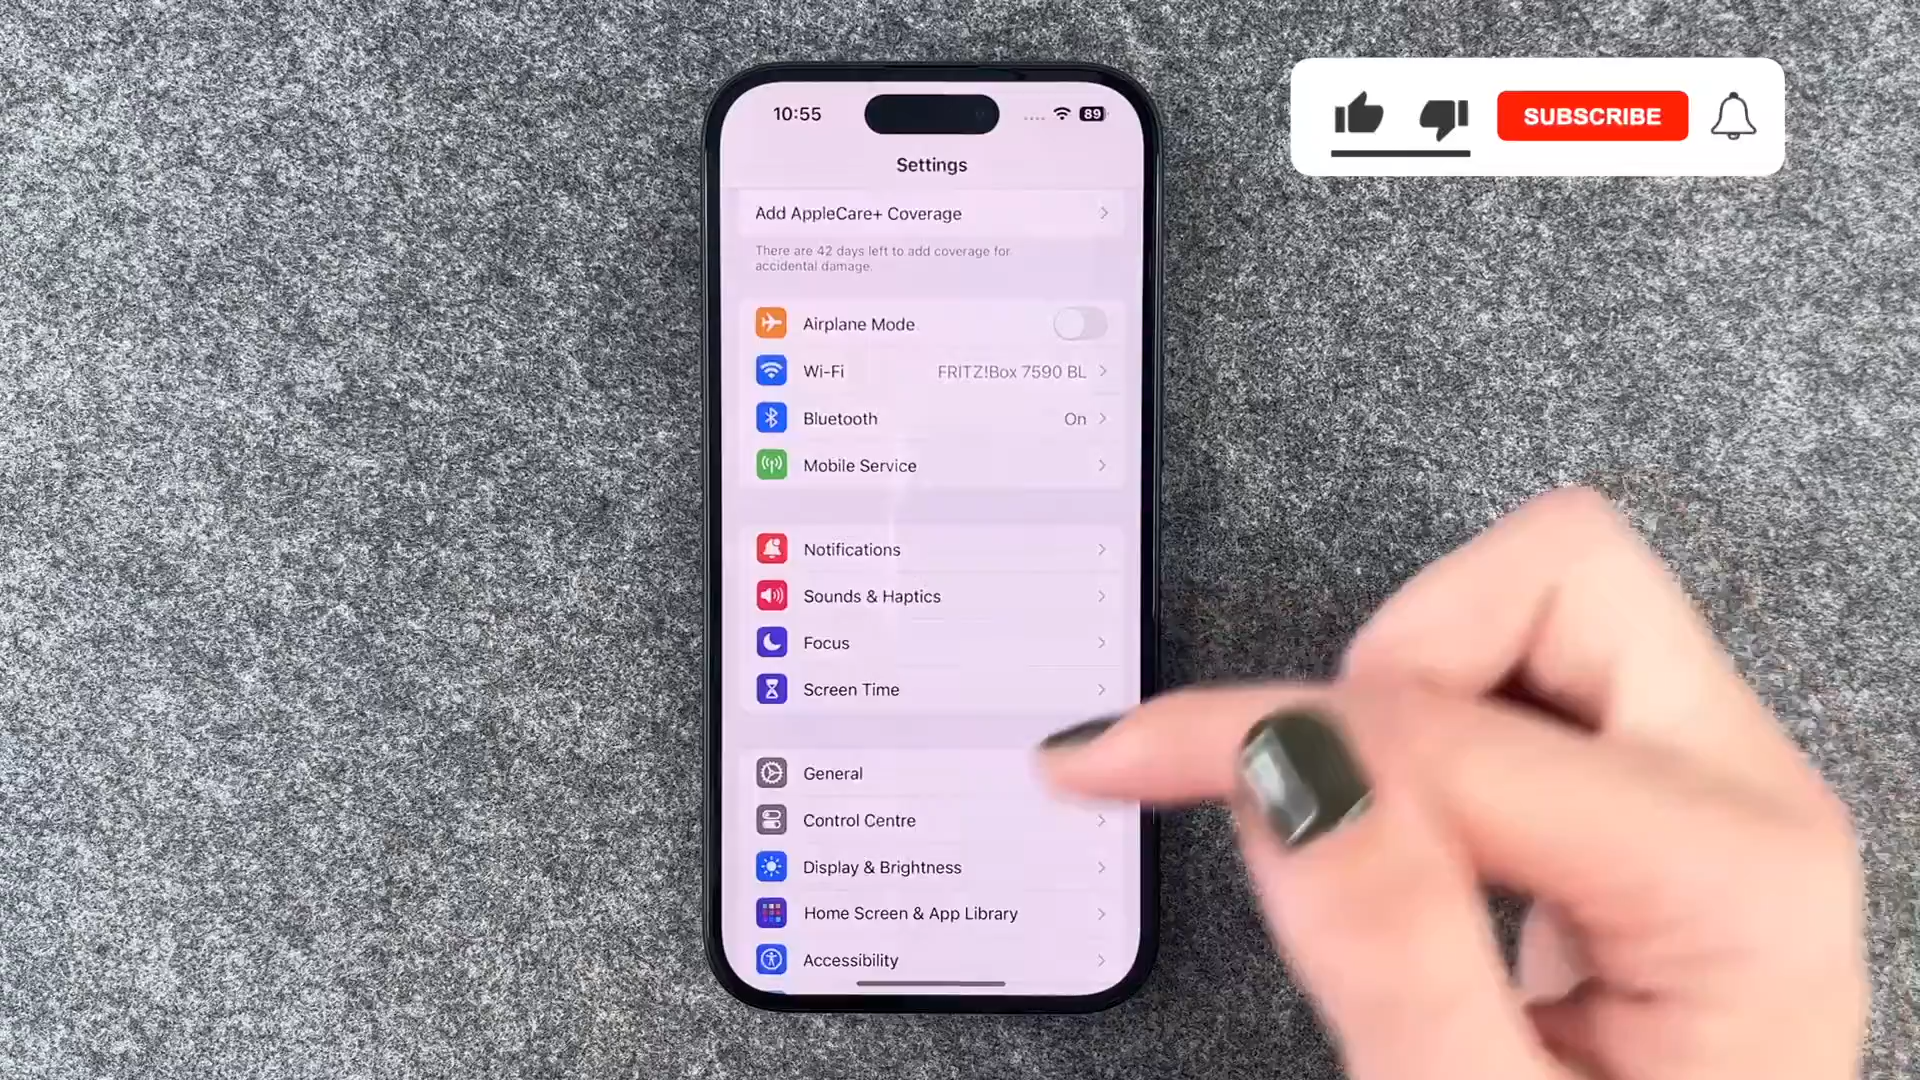 10:55
89
SUBSCRIBE
Settings
Add AppleCare+ Coverage
There are 42 days left to add coverage for
accidental damage.
Airplane Mode
Wi-Fi FRITZ!Box 7590 BL
Bluetooth On
Mobile Service
Notifications
Sounds & Haptics
Focus
Screen Time
General
Control Centre
Display & Brightness
Home Screen & App Library
Accessibility